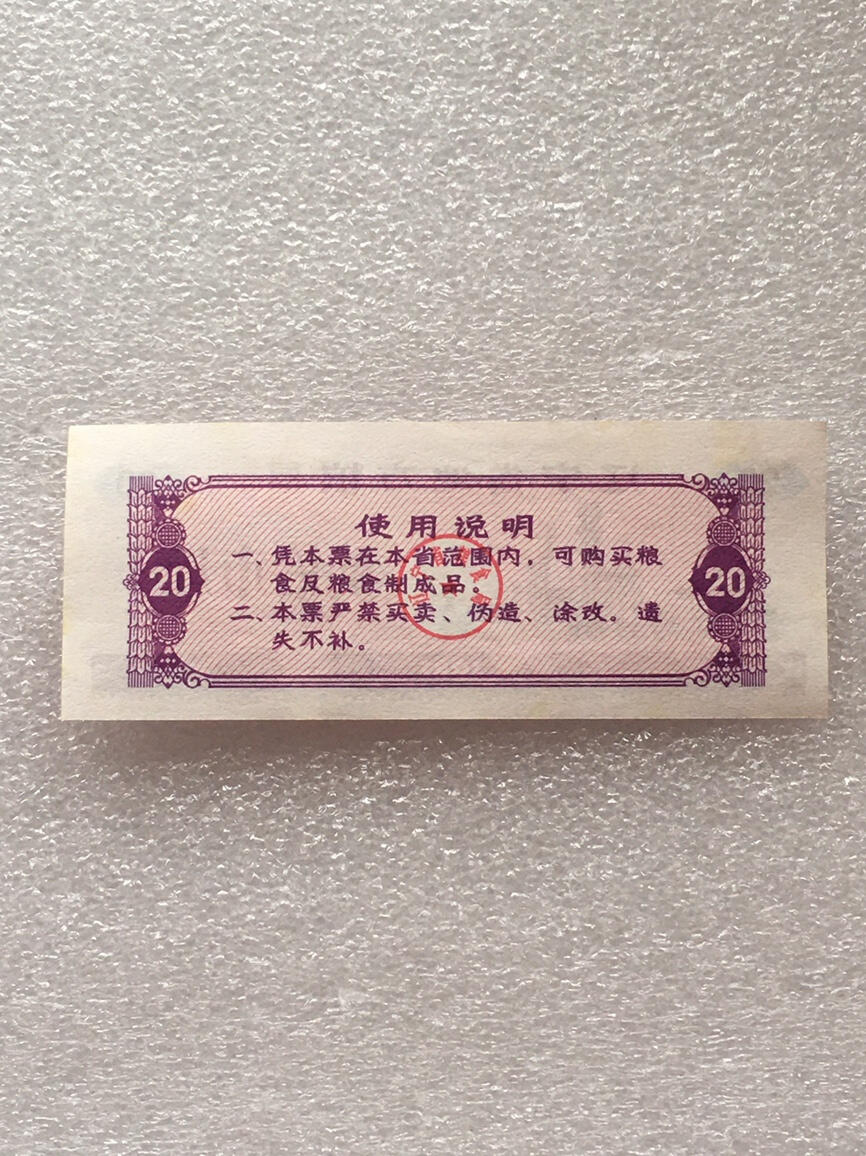 使用说明
20
一、凭本票在本省范围内，可购买粮
食及粮食制成品。
二、本票严禁买卖、伪造、涂改。遗
失不补。
20